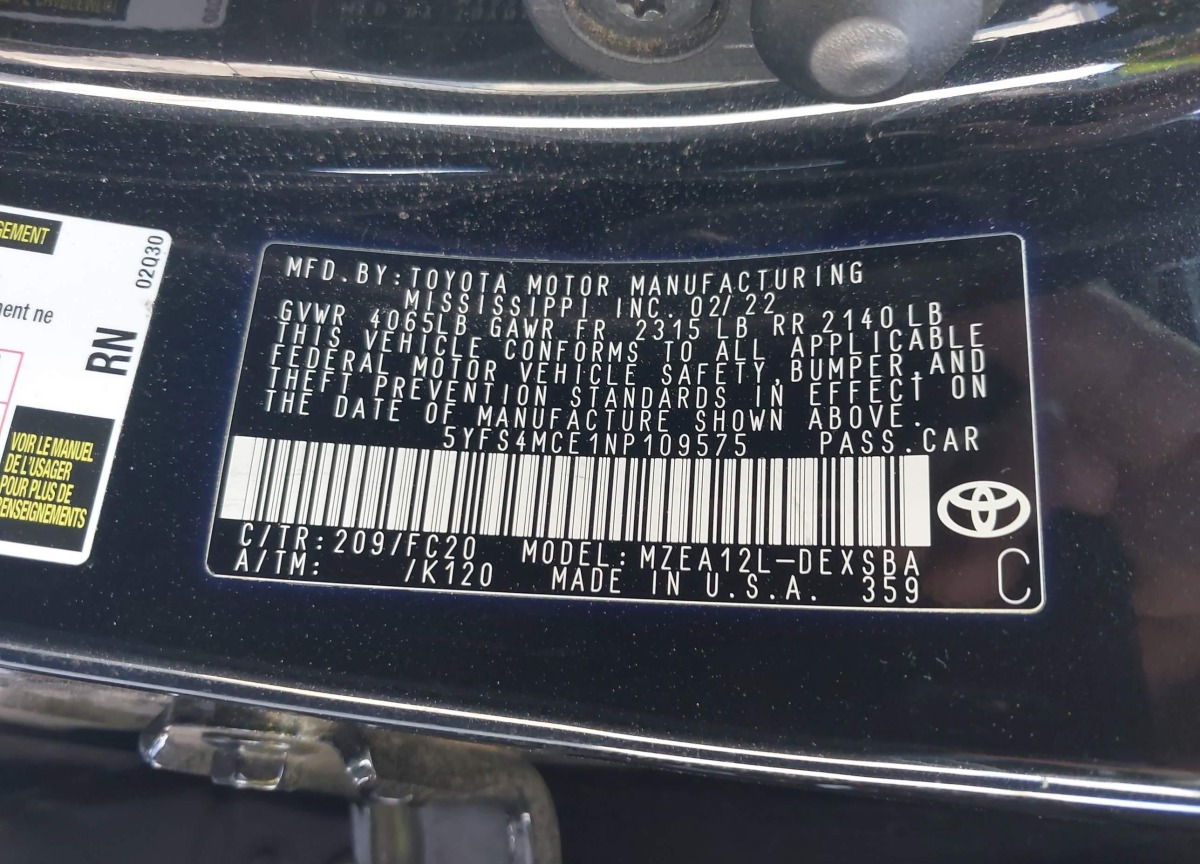 GEMENT
02Q30
ment ne
RN
VOIR LE MANUEL
DE L'USAGER
POUR PLUS DE
RENSEIGNEMENTS
MFD. BY: TOYOTA MOTOR MANUFACTURING
MISSISSIPPI INC. 02/22
GVWR 4065LB GAWR FR 2315 LB RR 2140 LB
THIS VEHICLE CONFORMS TO ALL APPLICABLE
FEDERAL MOTOR VEHICLE SAFETY, BUMPER, AND
THEFT PREVENTION STANDARDS IN EFFECT ON
THE DATE OF MANUFACTURE SHOWN ABOVE.
5YFS4MCE1NP109575 PASS. CAR
C/TR: 209/FC20 MODEL: MZEA12L-DEXSBA
A/TM: /K120 MADE IN U.S.A. 359
C